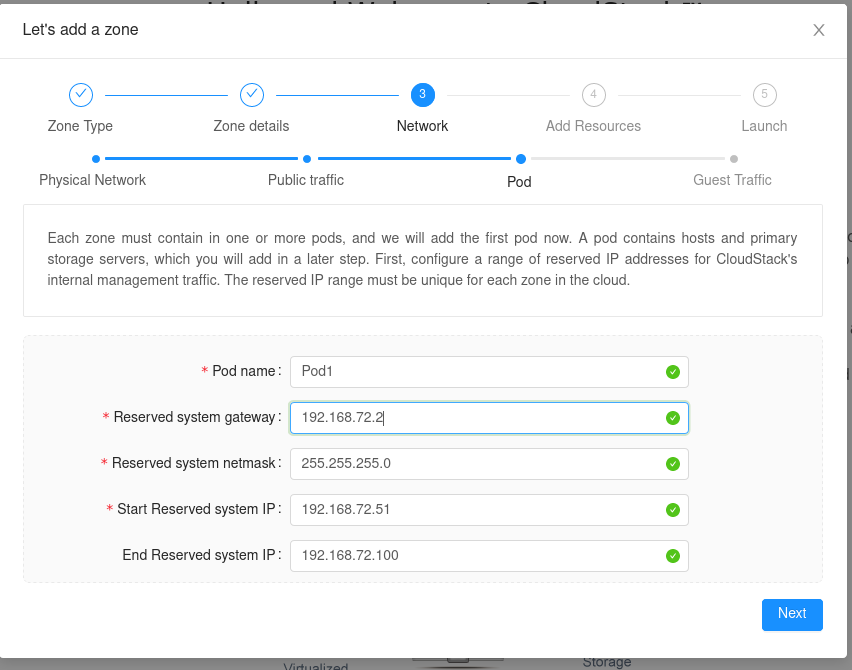 Let's add a zone
3
4
5
Zone Type
Zone details
Network
Add Resources
Launch
Physical Network
Public traffic
Pod
Guest Traffic
Each zone must contain in one or more pods, and we will add the first pod now. A pod contains hosts and primary
storage servers, which you will add in a later step. First, configure a range of reserved IP addresses for CloudStack's
internal management traffic. The reserved IP range must be unique for each zone in the cloud.
* Pod name : Pod1
* Reserved system gateway : 192.168.72.2
* Reserved system netmask : 255.255.255.0
* Start Reserved system IP : 192.168.72.51
End Reserved system IP : 192.168.72.100
Next
Virtualized
Storage